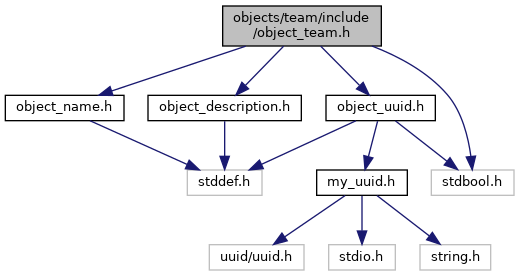 objects/team/include
/object_team.h
object_name.h
object_description.h
object_uuid.h
stddef.h
my_uuid.h
stdbool.h
uuid/uuid.h
stdio.h
string.h